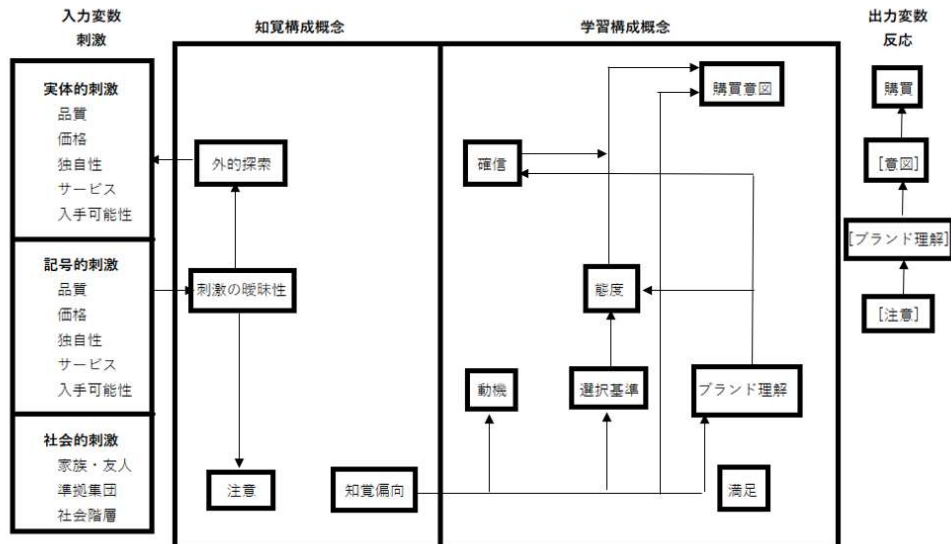 入力変数
刺激
知覚構成概念
学習構成概念
出力変数
反応
実体的刺激
品質
価格
独自性
サービス
入手可能性
記号的刺激
品質
価格
独自性
サービス
入手可能性
社会的刺激
家族・友人
準拠集団
社会階層
外的探索
刺激の曖昧性
注意
知覚偏向
購買意図
確信
態度
動機
選択基準
ブランド理解
満足
購買
[意図]
[ブランド理解]
[注意]